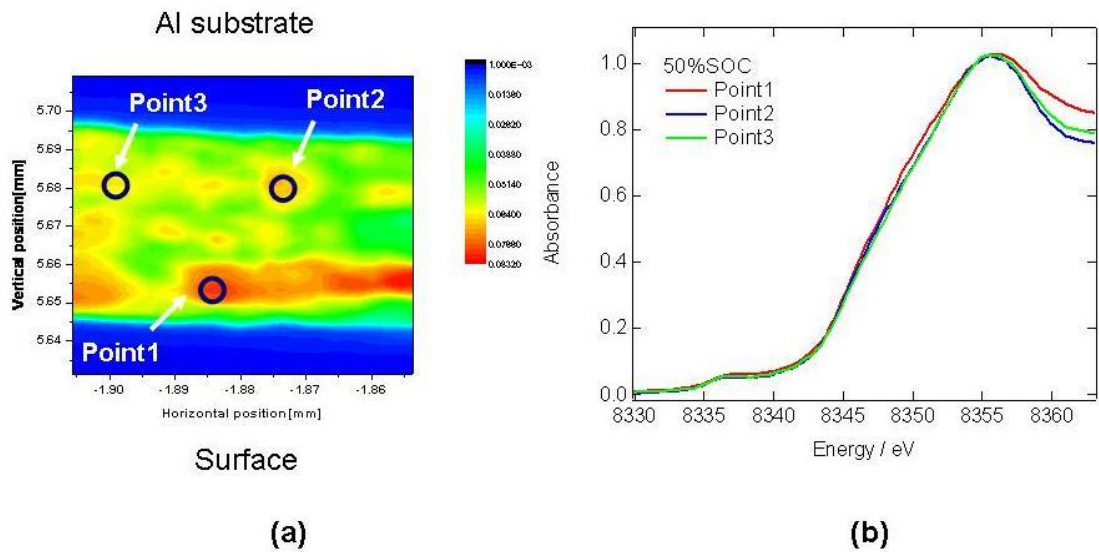 Al substrate
Point3
Point2
Point1
Vertical position[mm]
5.70
5.69
5.68
5.67
5.66
5.65
5.64
-1.90
-1.89
-1.88
-1.87
-1.86
Horizontal position[mm]
Surface
1.000E-03
0.01380
0.02620
0.03880
0.05140
0.06400
0.07660
0.08320
(a)
50%SOC
Point1
Point2
Point3
Absorbance
1.0
0.8
0.6
0.4
0.2
0.0
8330
8335
8340
8345
8350
8355
8360
Energy / eV
(b)